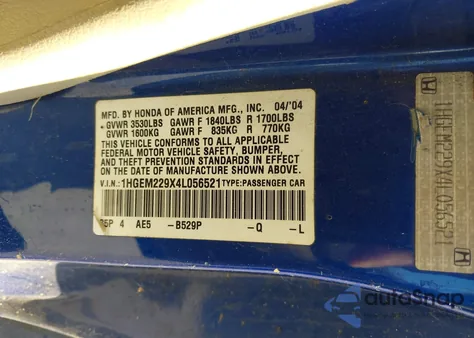 MFD. BY HONDA OF AMERICA MFG., INC. 04/'04
GVWR 3530LBS GAWR F 1840LBS R 1700LBS
GVWR 1600KG GAWR F 835KG R 770KG
THIS VEHICLE CONFORMS TO ALL APPLICABLE
FEDERAL MOTOR VEHICLE SAFETY, BUMPER,
AND THEFT PREVENTION STANDARDS IN EFFECT
ON THE DATE OF MANUFACTURE SHOWN ABOVE.
V.I.N.:1HGEM229X4L056521 TYPE:PASSENGER CAR
4 AE5 -B529P -Q -L
1HGEM229X4L056521
autoSnap